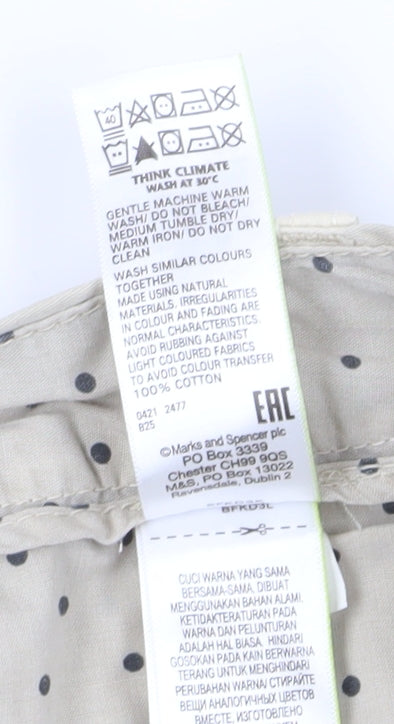 40
THINK CLIMATE
WASH AT 30°C
GENTLE MACHINE WARM
WASH/ DO NOT BLEACH/
MEDIUM TUMBLE DRY/
WARM IRON/ DO NOT DRY
CLEAN
WASH SIMILAR COLOURS
TOGETHER
MADE USING NATURAL
MATERIALS. IRREGULARITIES
IN COLOUR AND FADING ARE
NORMAL CHARACTERISTICS.
AVOID RUBBING AGAINST
LIGHT COLOURED FABRICS
TO AVOID COLOUR TRANSFER
100% COTTON
0421 2477
825
EAC
©Marks and Spencer plc
PO Box 3339
Chester CH99 9QS
M&S, PO Box 13022
Ravensdale, Dublin 2
BFKD3L
CUCI WARNA YANG SAMA
BERSAMA-SAMA. DIBUAT
MENGGUNAKAN BAHAN ALAMI.
KETIDAKTERATURAN PADA
WARNA DAN PELUNTURAN
ADALAH HAL BIASA. HINDARI
GOSOKAN PADA KAIN BERWARNA
TERANG UNTUK MENGHINDARI
PERUBAHAN WARNA/ СТИРАЙТЕ
ВЕЩИ АНАЛОГИЧНЫХ ЦВЕТОВ
ВМЕСТЕ. ИЗГОТОВЛЕНО